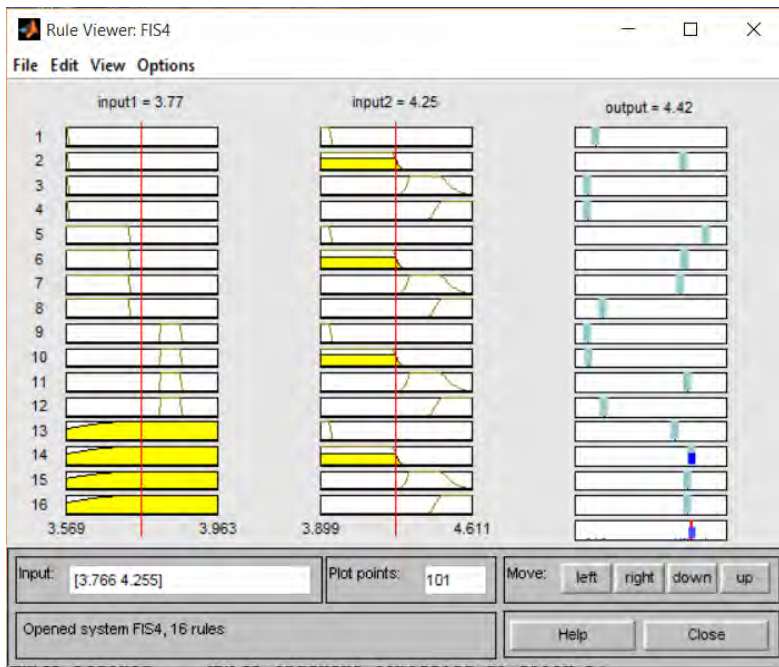 Rule Viewer: FIS4
File Edit View Options
input1 = 3.77
input2 = 4.25
output = 4.42
1
2
3
4
5
6
7
8
9
10
11
12
13
14
15
16
3.569 3.963
3.899 4.611
Input: [3.766 4.255]
Plot points: 101
Move: left right down up
Opened system FIS4, 16 rules
Help Close